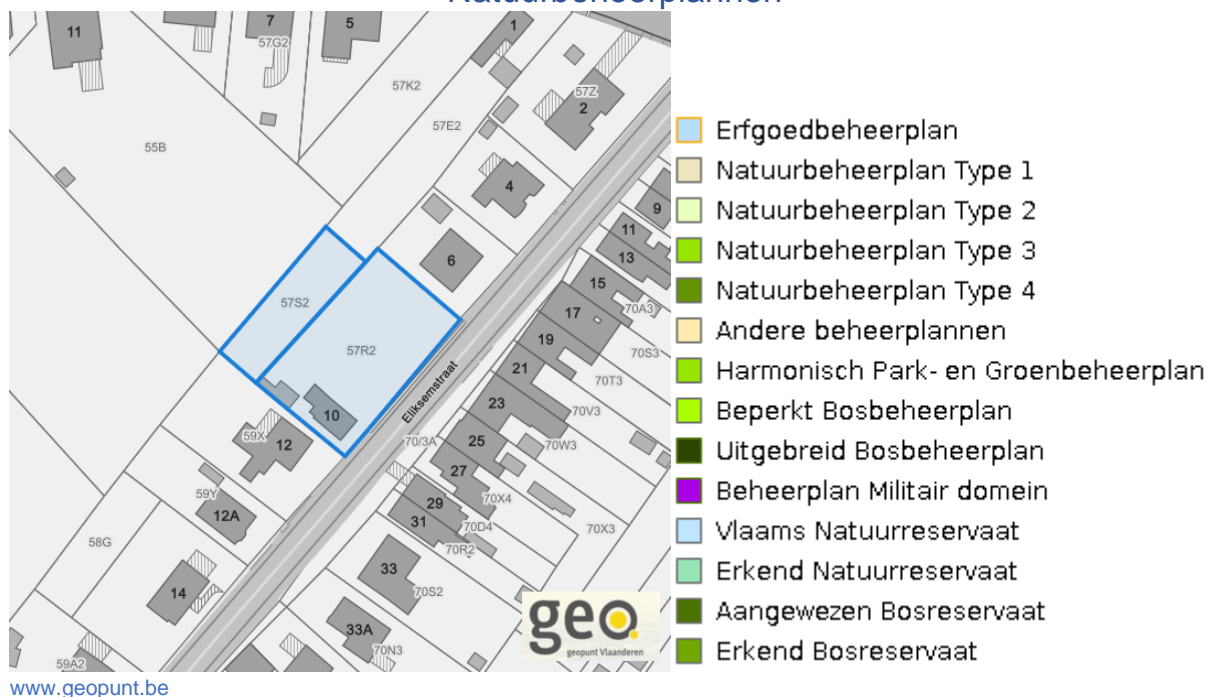 Natuurbeheerplannen
11
7
5
1
57G2
57K2
57Z
2
57E2
55B
4
9
11
13
6
15
57S2
17
70A3
57R2
19
70S3
21
70T3
Eliksemstraat
23
70V3
10
59X
12
70/3A
25
70W3
27
59Y
29
70X4
12A
31
70D4
70X3
58G
70R2
33
14
70S2
33A
70N3
59A2
geo
geopunt Vlaanderen
Erfgoedbeheerplan
Natuurbeheerplan Type 1
Natuurbeheerplan Type 2
Natuurbeheerplan Type 3
Natuurbeheerplan Type 4
Andere beheerplannen
Harmonisch Park- en Groenbeheerplan
Beperkt Bosbeheerplan
Uitgebreid Bosbeheerplan
Beheerplan Militair domein
Vlaams Natuurreservaat
Erkend Natuurreservaat
Aangewezen Bosreservaat
Erkend Bosreservaat
www.geopunt.be